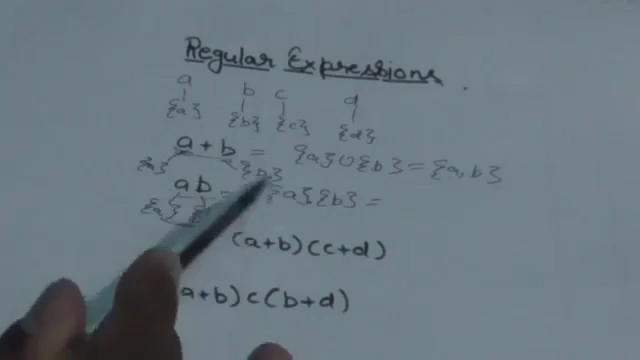 Regular Expressions.
a b c d
{a} {b} {c} {d}
a + b = {a} ∪ {b} = {a, b}
{a} {b}
ab = {a} {b} =
{a} {
(a+b) (c+d)
a+b) c (b+d)